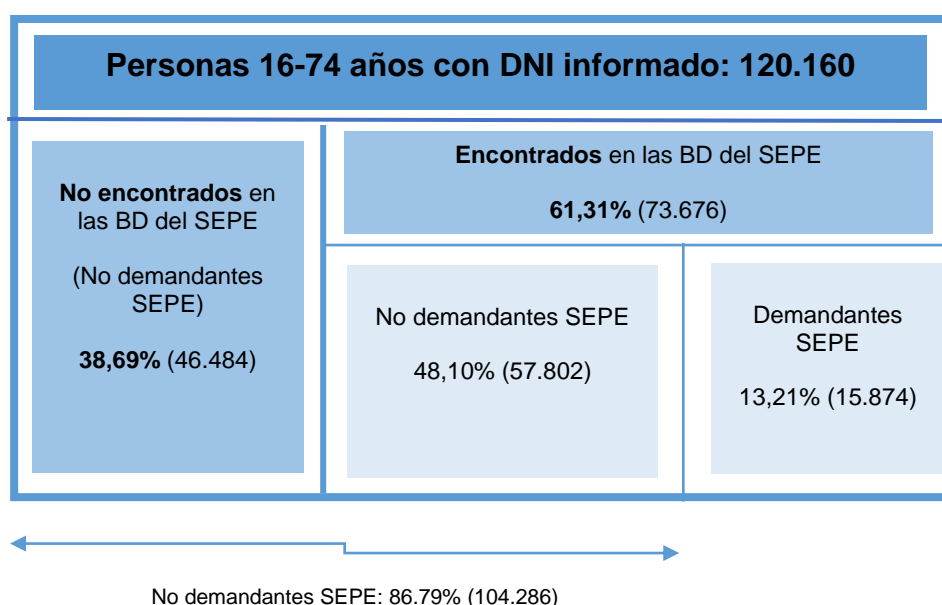 Personas 16-74 años con DNI informado: 120.160
No encontrados en
las BD del SEPE
(No demandantes
SEPE)
38,69% (46.484)
Encontrados en las BD del SEPE
61,31% (73.676)
No demandantes SEPE
48,10% (57.802)
Demandantes
SEPE
13,21% (15.874)
No demandantes SEPE: 86.79% (104.286)